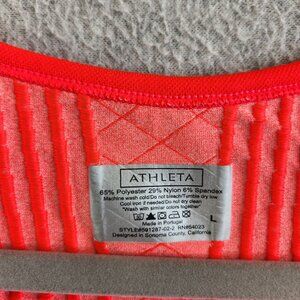 ATHLETA
65% Polyester 29% Nylon 6% Spandex
Machine wash cold/Do not bleach/Tumble dry low
Cool iron if needed/Do not dry clean
"Wash with similar colors together"
L
Made in Portugal
STYLE#591287-02-2 RN#54023
Designed in Sonoma County, California